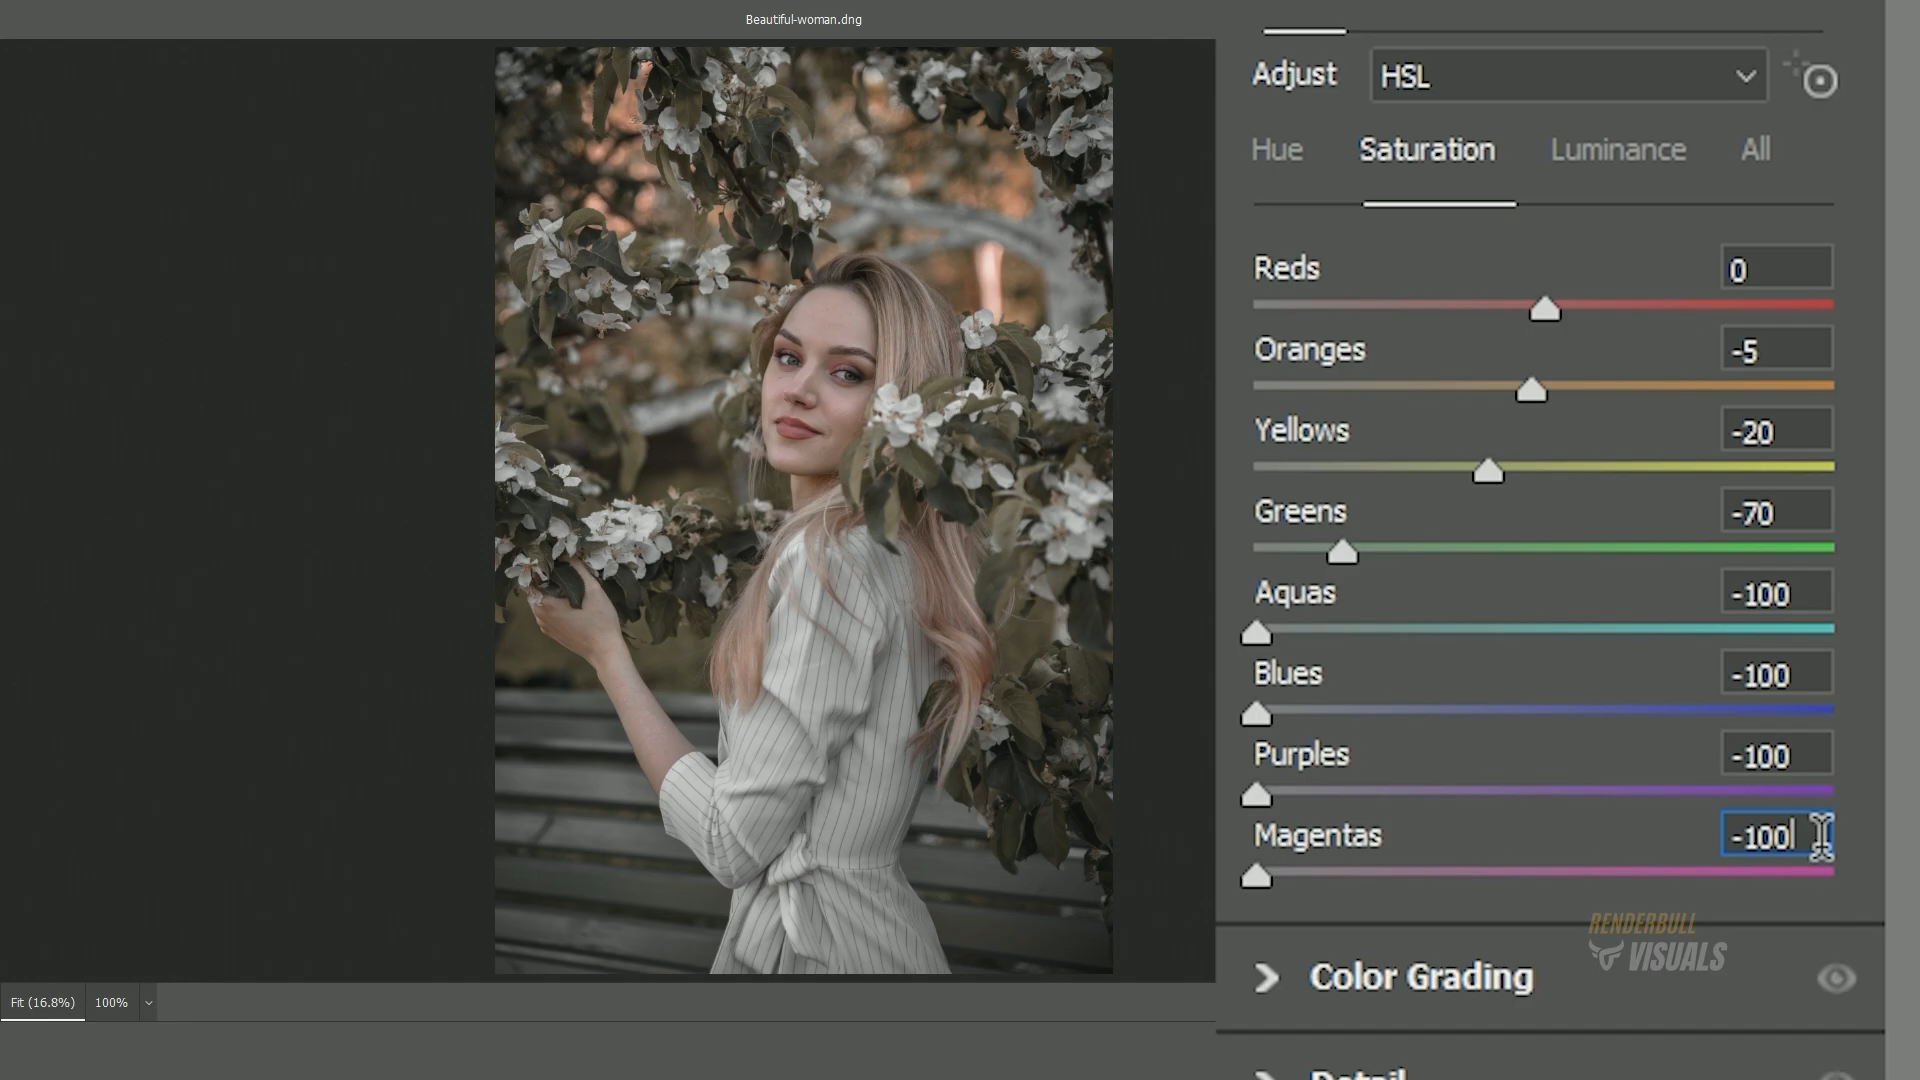 Beautiful-woman.dng
Adjust HSL
Hue Saturation Luminance All
Reds 0
Oranges -5
Yellows -20
Greens -70
Aquas -100
Blues -100
Purples -100
Magentas -100
RENDERBULL
VISUALS
Color Grading
Detail
Fit (16.8%) 100%